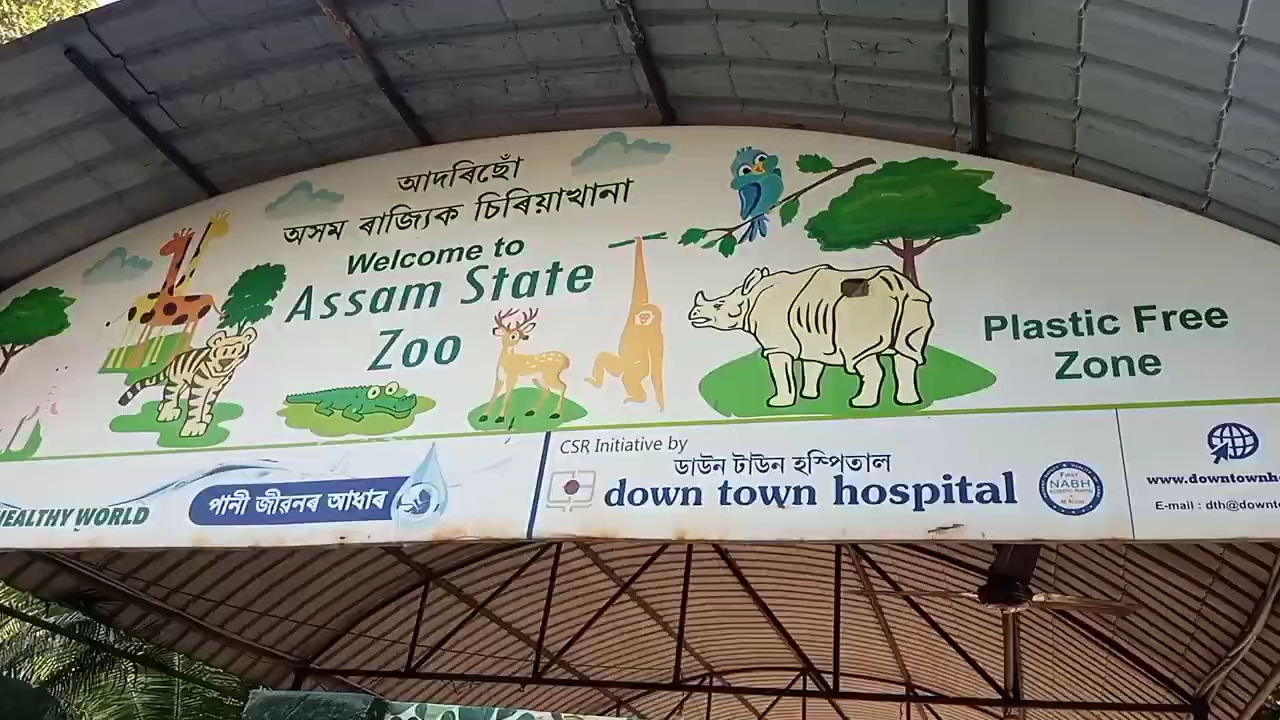 আদৰিছোঁ
অসম ৰাজ্যিক চিৰিয়াখানা
Welcome to
Assam State
Zoo
Plastic Free
Zone
HEALTHY WORLD
পানী জীৱনৰ আধাৰ
CSR Initiative by
ডাউন টাউন হস্পিতাল
down town hospital
FIRST
NABH
www.downtownh
E-mail : dth@downt